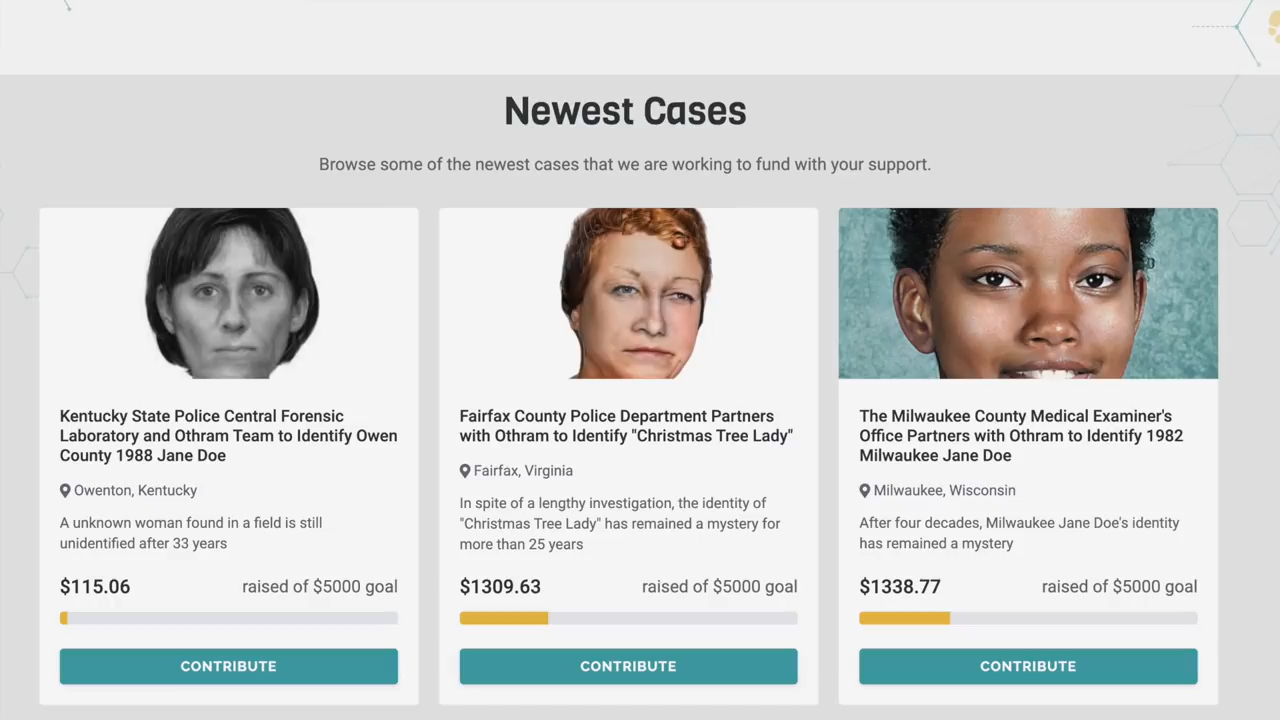 Newest Cases
Browse some of the newest cases that we are working to fund with your support.
Kentucky State Police Central Forensic
Laboratory and Othram Team to Identify Owen
County 1988 Jane Doe
Owenton, Kentucky
A unknown woman found in a field is still
unidentified after 33 years
$115.06 raised of $5000 goal
CONTRIBUTE
Fairfax County Police Department Partners
with Othram to Identify "Christmas Tree Lady"
Fairfax, Virginia
In spite of a lengthy investigation, the identity of
"Christmas Tree Lady" has remained a mystery for
more than 25 years
$1309.63 raised of $5000 goal
CONTRIBUTE
The Milwaukee County Medical Examiner's
Office Partners with Othram to Identify 1982
Milwaukee Jane Doe
Milwaukee, Wisconsin
After four decades, Milwaukee Jane Doe's identity
has remained a mystery
$1338.77 raised of $5000 goal
CONTRIBUTE